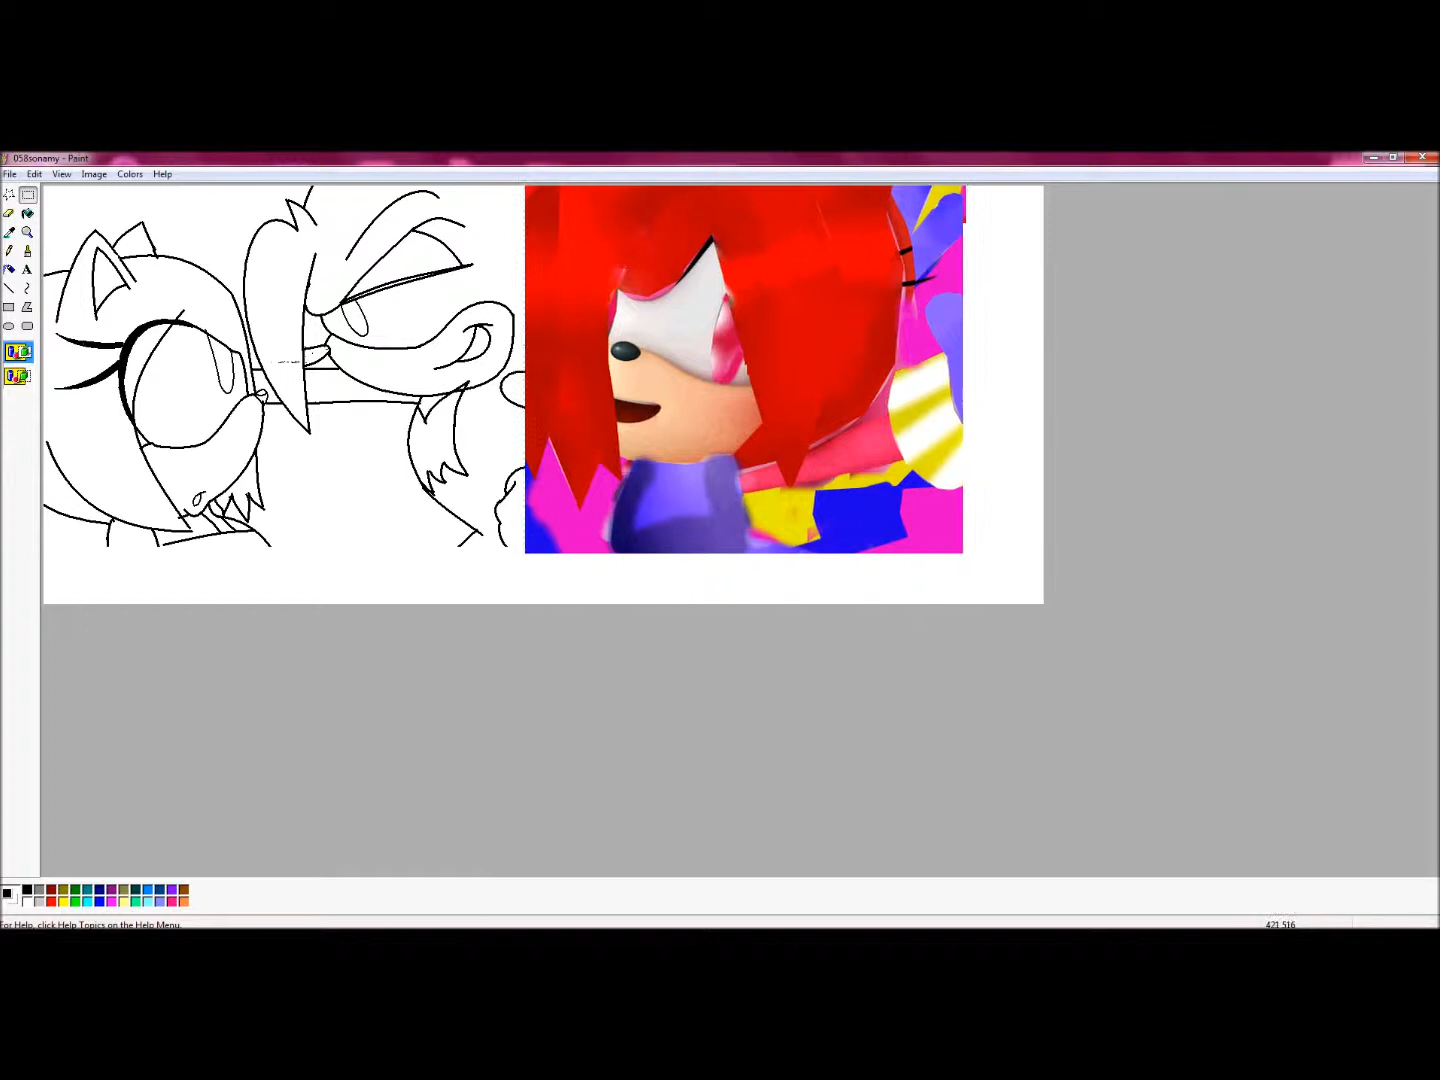 058sonamy - Paint
File Edit View Image Colors Help
A
For Help, click Help Topics on the Help Menu.
421,516